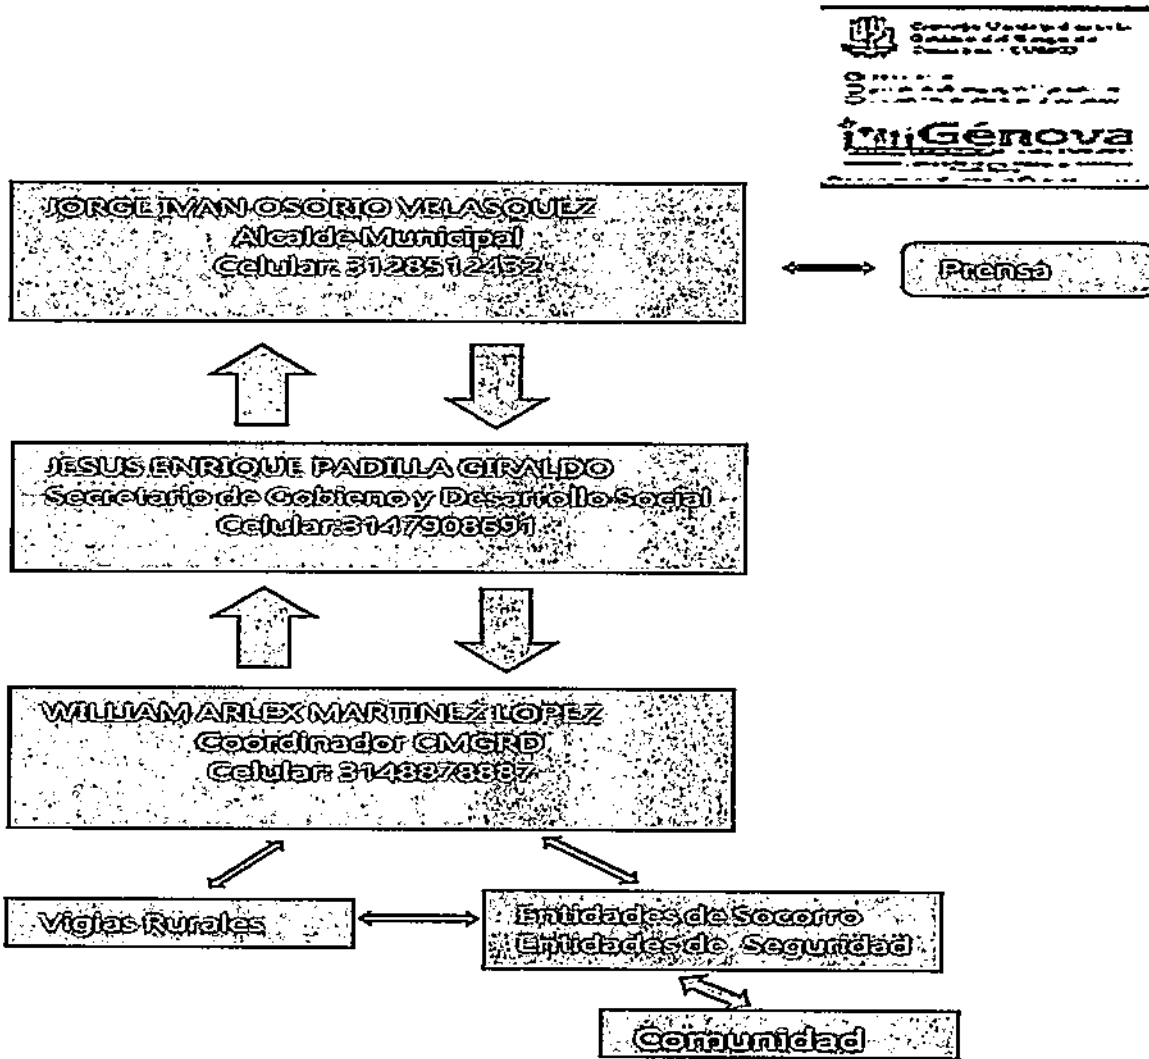 Génova
JORGE IVAN OSORIO VELASQUEZ
Alcalde Municipal
Celular: 3128512432
Prensa
JESUS ENRIQUE PADILLA GIRALDO
Secretario de Gobieno y Desarrollo Social
Celular:3147908691
WILLIAM ARLEX MARTINEZ LOPEZ
Coordinador CMGRD
Celular: 3148878887
Vigias Rurales
Entidades de Socorro
Entidades de Seguridad
Comunidad